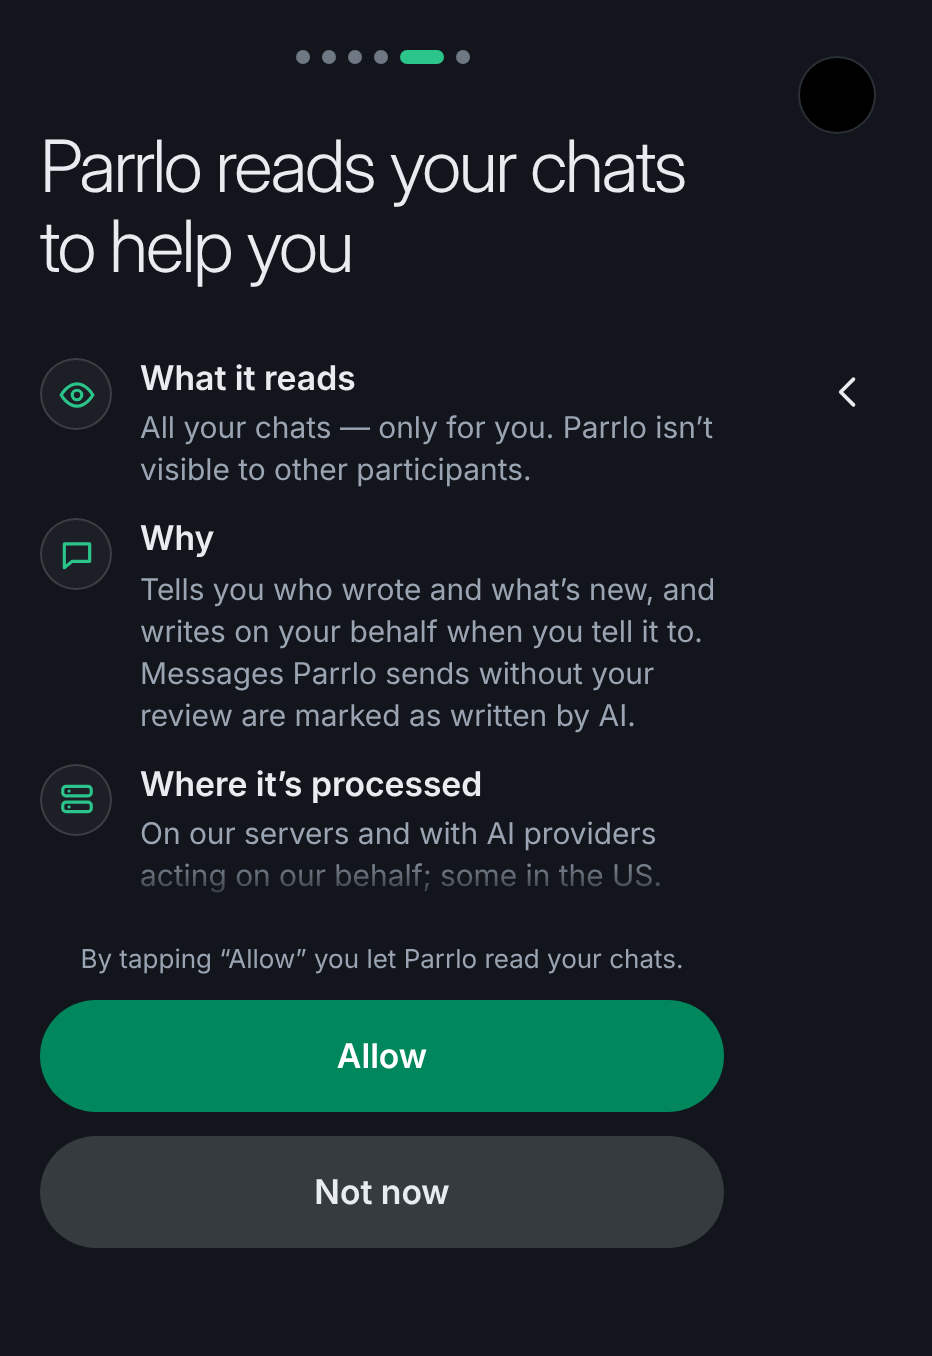 Parrlo reads your chats
to help you
What it reads
All your chats — only for you. Parrlo isn’t
visible to other participants.
Why
Tells you who wrote and what’s new, and
writes on your behalf when you tell it to.
Messages Parrlo sends without your
review are marked as written by AI.
Where it’s processed
On our servers and with AI providers
acting on our behalf; some in the US.
By tapping “Allow” you let Parrlo read your chats.
Allow
Not now